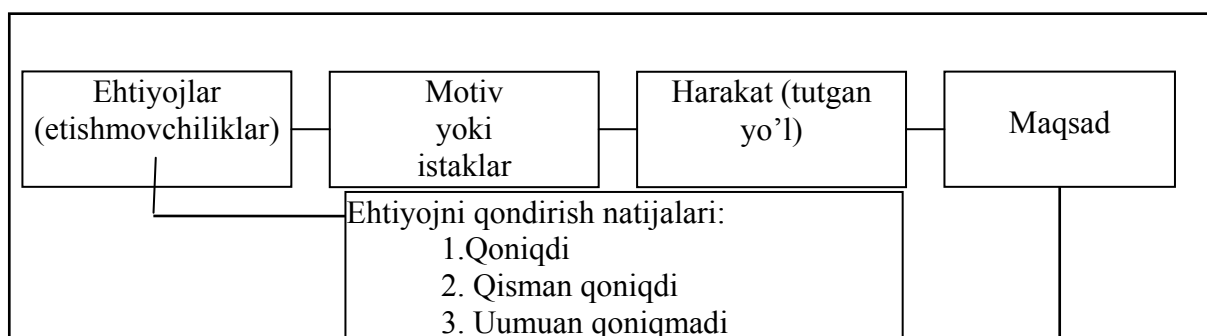 Ehtiyojlar
(etishmovchiliklar)
Motiv
yoki
istaklar
Harakat (tutgan
yo’l)
Maqsad
Ehtiyojni qondirish natijalari:
1.Qoniqdi
2. Qisman qoniqdi
3. Uumuan qoniqmadi